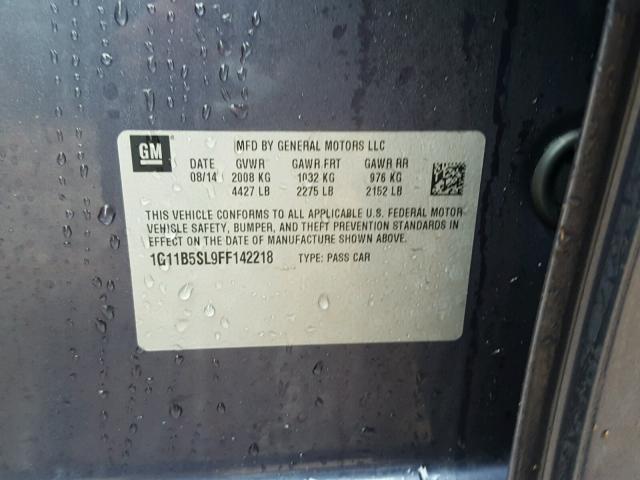 GM
MFD BY GENERAL MOTORS LLC
DATE GVWR GAWR FRT GAWR RR
08/14 2008 KG 1032 KG 976 KG
4427 LB 2275 LB 2152 LB
THIS VEHICLE CONFORMS TO ALL APPLICABLE U.S. FEDERAL MOTOR
VEHICLE SAFETY, BUMPER, AND THEFT PREVENTION STANDARDS IN
EFFECT ON THE DATE OF MANUFACTURE SHOWN ABOVE.
1G11B5SL9FF142218 TYPE: PASS CAR